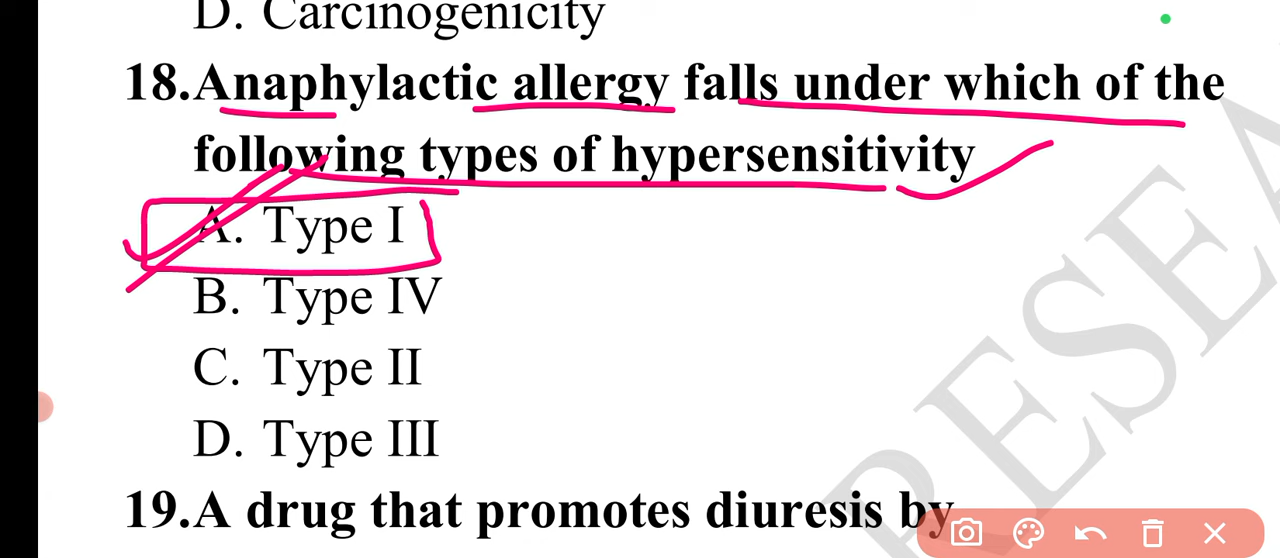 D. Carcinogenicity
18.Anaphylactic allergy falls under which of the
following types of hypersensitivity
A. Type I
B. Type IV
C. Type II
D. Type III
19.A drug that promotes diuresis by
RESEA